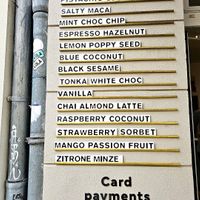 SALTY MACA
MINT CHOC CHIP
ESPRESSO HAZELNUT
LEMON POPPY SEED
BLUE COCONUT
BLACK SESAME
TONKA WHITE CHOC
VANILLA
CHAI ALMOND LATTE
RASPBERRY COCONUT
STRAWBERRY SORBET
MANGO PASSION FRUIT
ZITRONE MINZE
Card
payments